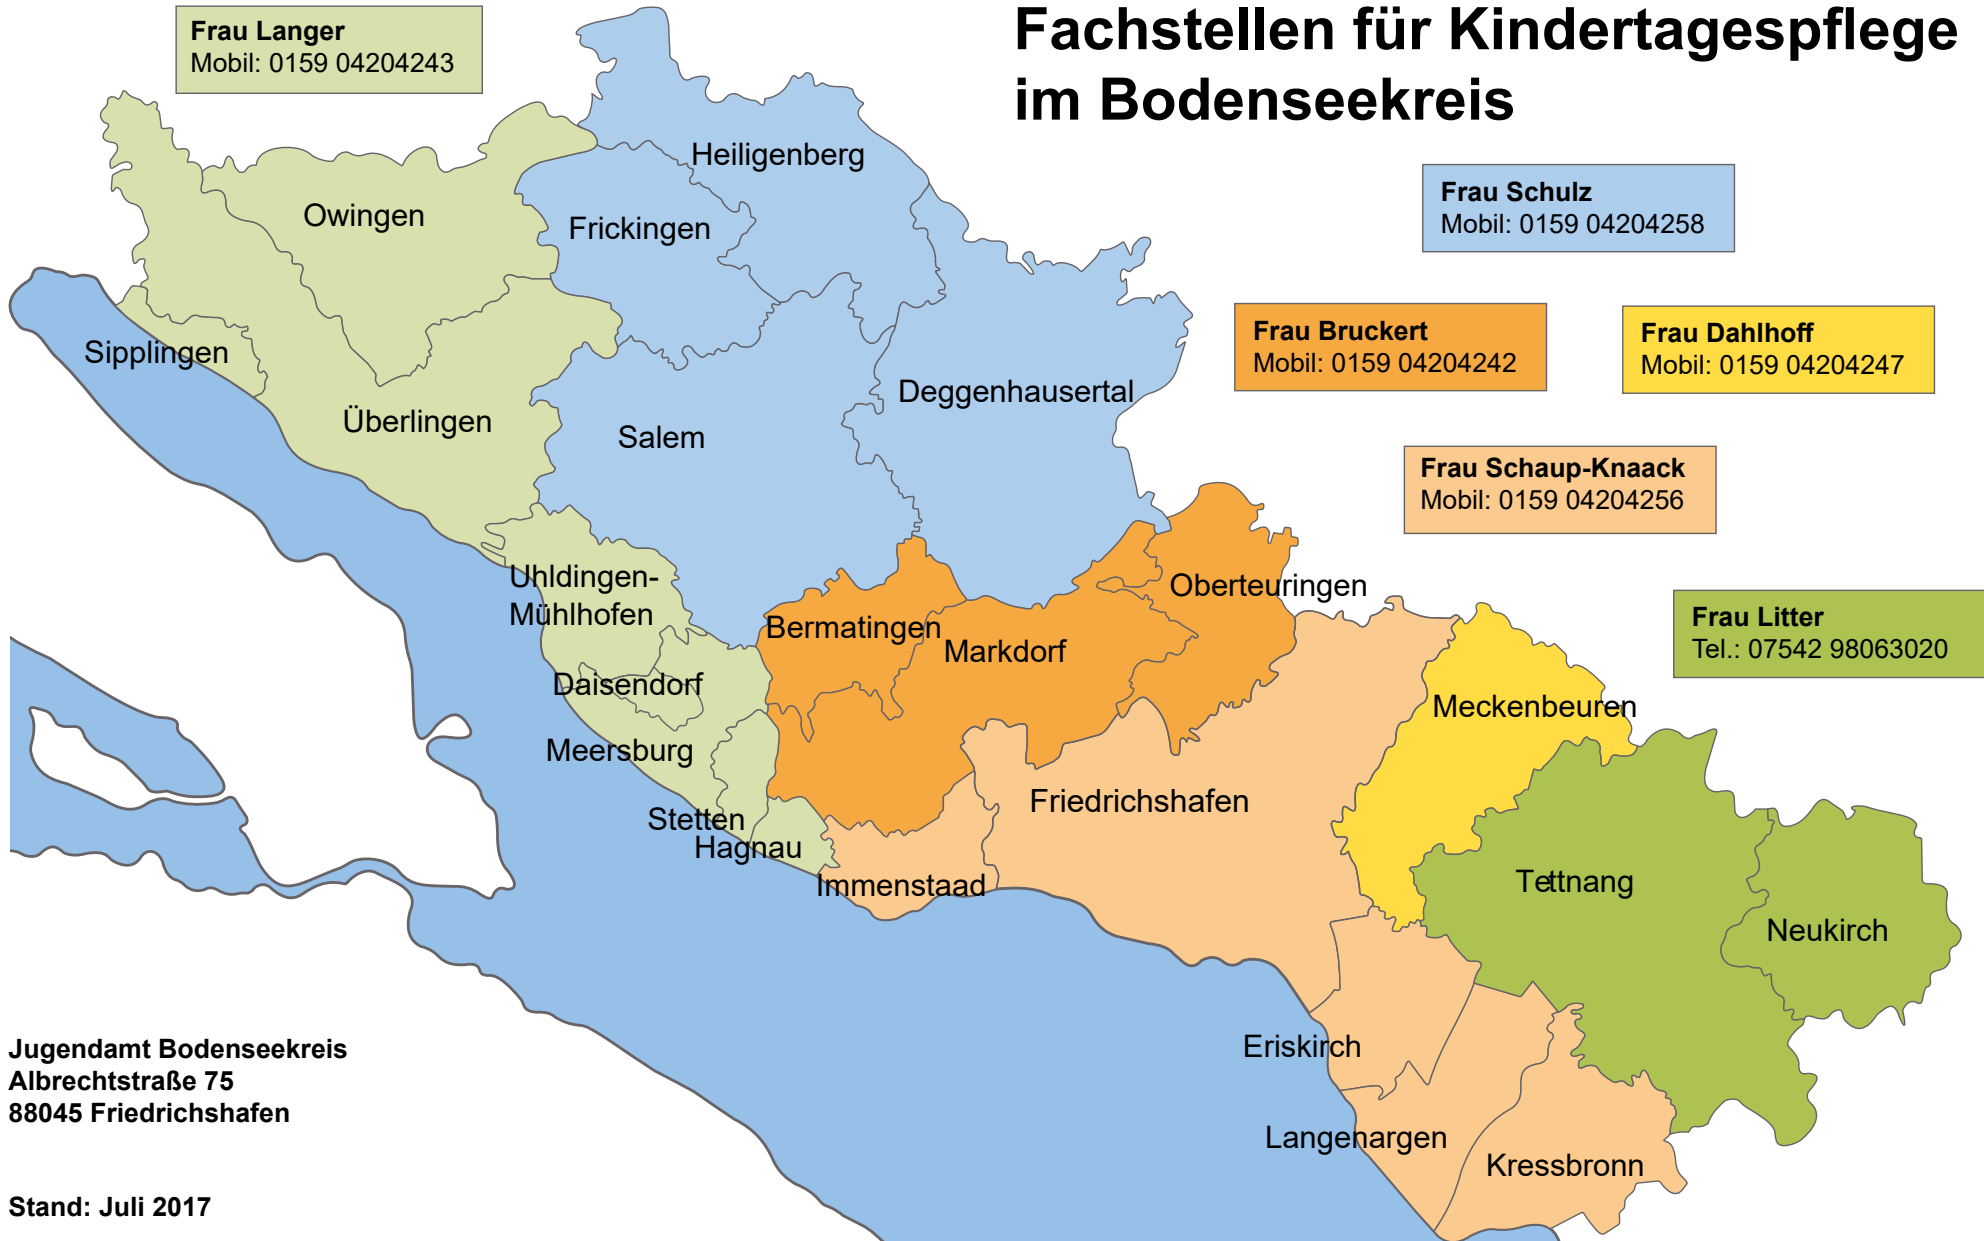 Fachstellen für Kindertagespflege
im Bodenseekreis
Frau Langer
Mobil: 0159 04204243
Frau Schulz
Mobil: 0159 04204258
Frau Bruckert
Mobil: 0159 04204242
Frau Dahlhoff
Mobil: 0159 04204247
Frau Schaup-Knaack
Mobil: 0159 04204256
Frau Litter
Tel.: 07542 98063020
Heiligenberg
Owingen
Frickingen
Sipplingen
Deggenhausertal
Überlingen
Salem
Uhldingen-
Mühlhofen
Oberteuringen
Bermatingen
Markdorf
Daisendorf
Meckenbeuren
Meersburg
Friedrichshafen
Stetten
Hagnau
Immenstaad
Tettnang
Neukirch
Eriskirch
Langenargen
Kressbronn
Jugendamt Bodenseekreis
Albrechtstraße 75
88045 Friedrichshafen
Stand: Juli 2017